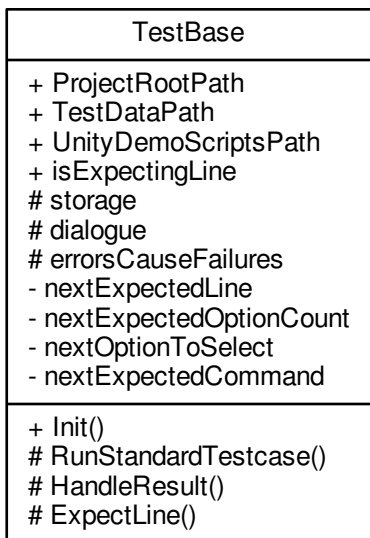 TestBase
+ ProjectRootPath
+ TestDataPath
+ UnityDemoScriptsPath
+ isExpectingLine
# storage
# dialogue
# errorsCauseFailures
- nextExpectedLine
- nextExpectedOptionCount
- nextOptionToSelect
- nextExpectedCommand
+ Init()
# RunStandardTestcase()
# HandleResult()
# ExpectLine()